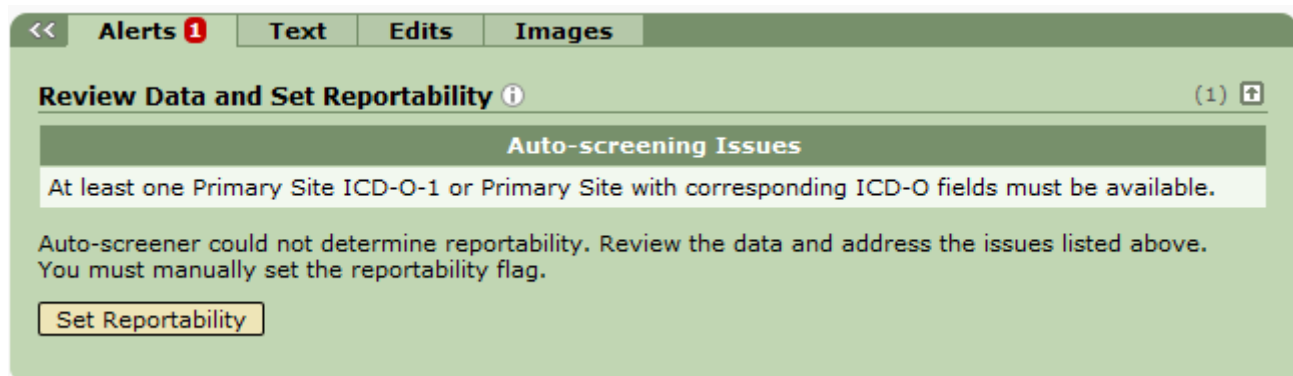 << Alerts 1 Text Edits Images
Review Data and Set Reportability i (1)
Auto-screening Issues
At least one Primary Site ICD-O-1 or Primary Site with corresponding ICD-O fields must be available.
Auto-screener could not determine reportability. Review the data and address the issues listed above.
You must manually set the reportability flag.
Set Reportability